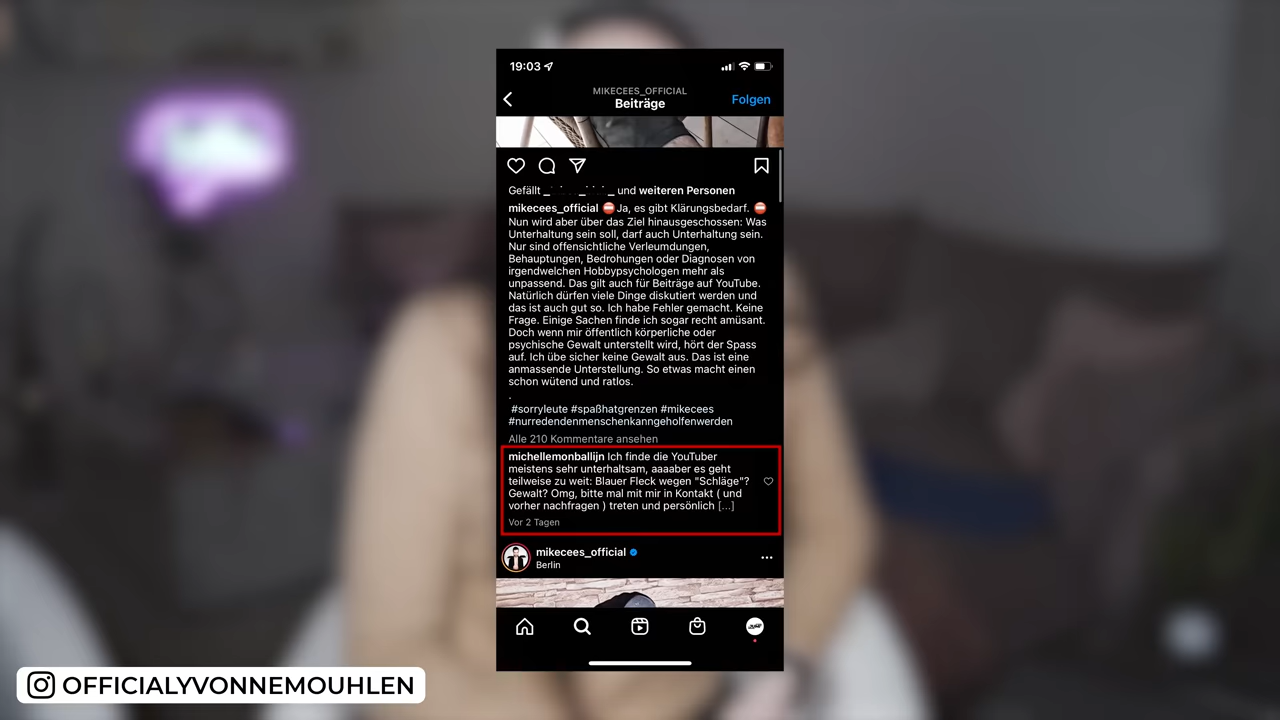 19:03
MIKECEES_OFFICIAL
Beiträge
Folgen
Gefällt und weiteren Personen
mikecees_official ⛔Ja, es gibt Klärungsbedarf. ⛔
Nun wird aber über das Ziel hinausgeschossen: Was
Unterhaltung sein soll, darf auch Unterhaltung sein.
Nur sind offensichtliche Verleumdungen,
Behauptungen, Bedrohungen oder Diagnosen von
irgendwelchen Hobbypsychologen mehr als
unpassend. Das gilt auch für Beiträge auf YouTube.
Natürlich dürfen viele Dinge diskutiert werden und
das ist auch gut so. Ich habe Fehler gemacht. Keine
Frage. Einige Sachen finde ich sogar recht amüsant.
Doch wenn mir öffentlich körperliche oder
psychische Gewalt unterstellt wird, hört der Spass
auf. Ich übe sicher keine Gewalt aus. Das ist eine
anmassende Unterstellung. So etwas macht einen
schon wütend und ratlos.
.
#sorryleute #spaßhatgrenzen #mikecees
#nurredendenmenschenkanngeholfenwerden
Alle 210 Kommentare ansehen
michellemonballijn Ich finde die YouTuber
meistens sehr unterhaltsam, aaaaber es geht
teilweise zu weit: Blauer Fleck wegen "Schläge"?
Gewalt? Omg, bitte mal mit mir in Kontakt ( und
vorher nachfragen ) treten und persönlich [...]
Vor 2 Tagen
mikecees_official
Berlin
OFFICIALYVONNEMOUHLEN